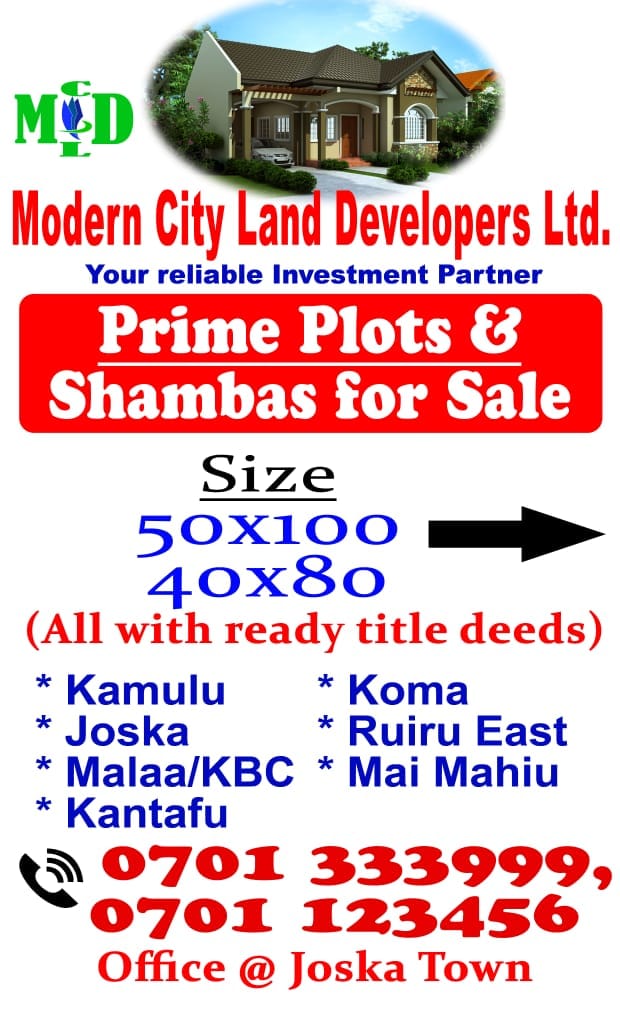 MCLDL
Modern City Land Developers Ltd.
Your reliable Investment Partner
Prime Plots &
Shambas for Sale
Size
50x100
40x80
(All with ready title deeds)
* Kamulu
* Joska
* Malaa/KBC
* Kantafu
* Koma
* Ruiru East
* Mai Mahiu
0701 333999,
0701 123456
Office @ Joska Town